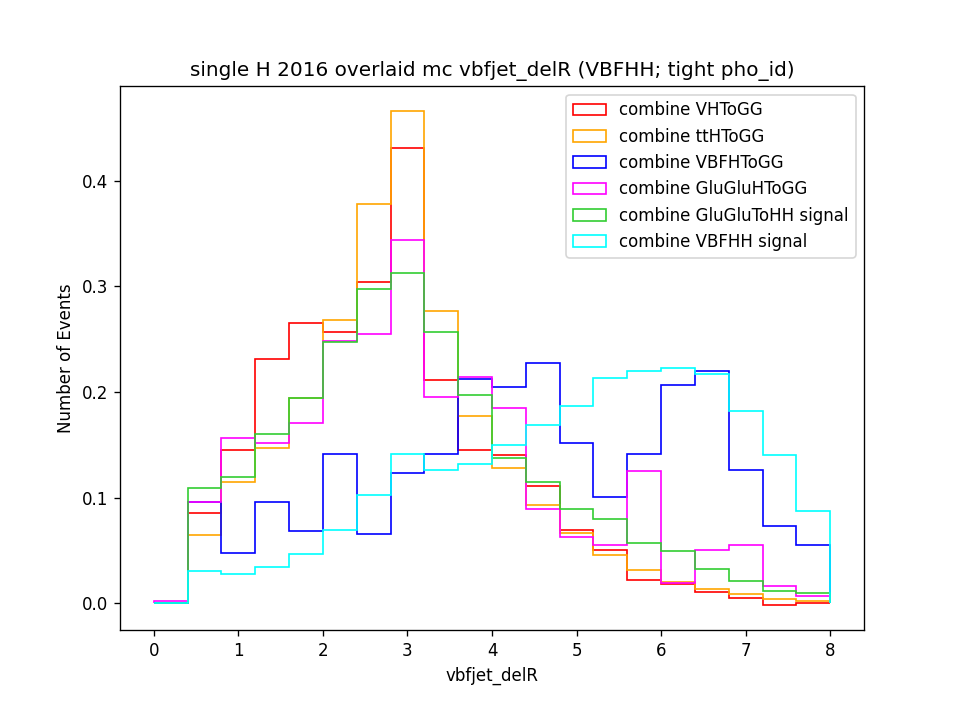 single H 2016 overlaid mc vbfjet_delR (VBFHH; tight pho_id)
combine VHToGG
combine ttHToGG
combine VBFHToGG
combine GluGluHToGG
combine GluGluToHH signal
combine VBFHH signal
Number of Events
0.4
0.3
0.2
0.1
0.0
0 1 2 3 4 5 6 7 8
vbfjet_delR